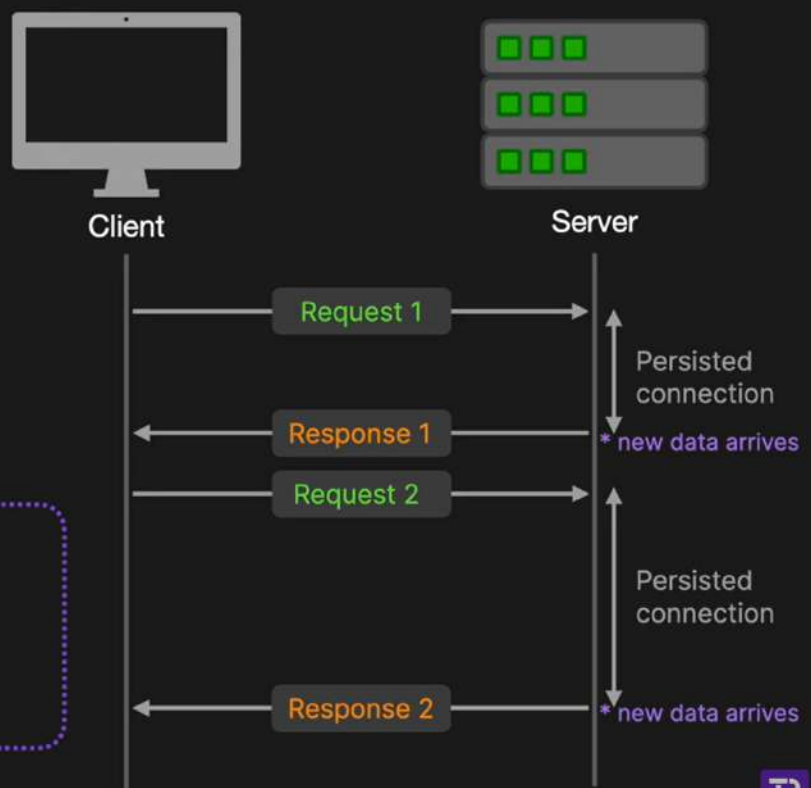 Client
Server
Request 1
Persisted
connection
Response 1
* new data arrives
Request 2
Persisted
connection
Response 2
* new data arrives